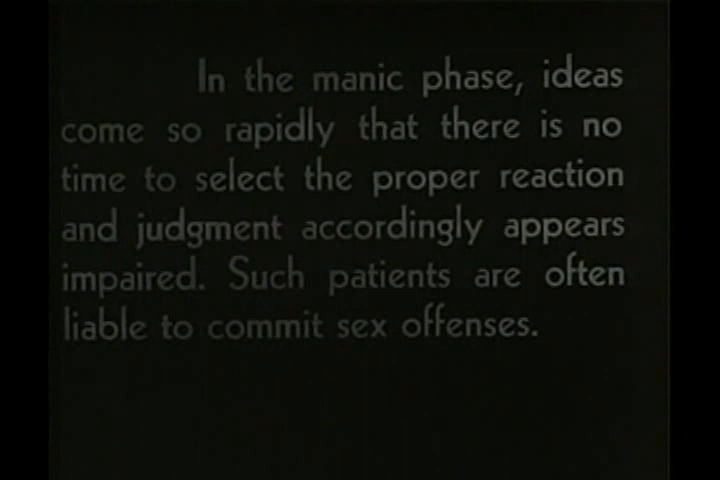 In the manic phase, ideas
come so rapidly that there is no
time to select the proper reaction
and judgment accordingly appears
impaired. Such patients are often
liable to commit sex offenses.